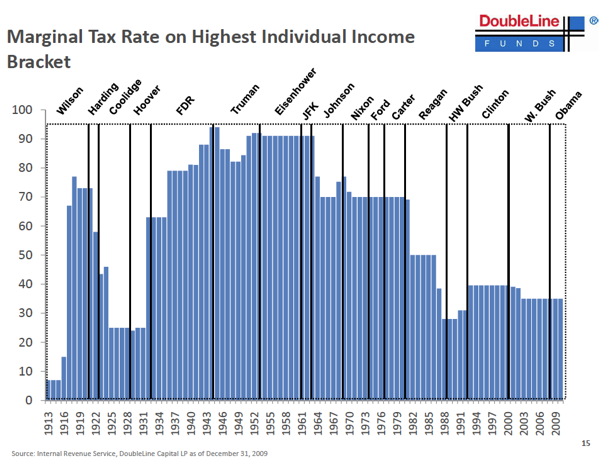 Marginal Tax Rate on Highest Individual Income
Bracket
DoubleLine ®
FUNDS
Wilson
Harding
Coolidge
Hoover
FDR
Truman
Eisenhower
JFK
Johnson
Nixon
Ford
Carter
Reagan
HW Bush
Clinton
W. Bush
Obama
100
90
80
70
60
50
40
30
20
10
0
1913
1916
1919
1922
1925
1928
1931
1934
1937
1940
1943
1946
1949
1952
1955
1958
1961
1964
1967
1970
1973
1976
1979
1982
1985
1988
1991
1994
1997
2000
2003
2006
2009
15
Source: Internal Revenue Service, DoubleLine Capital LP as of December 31, 2009